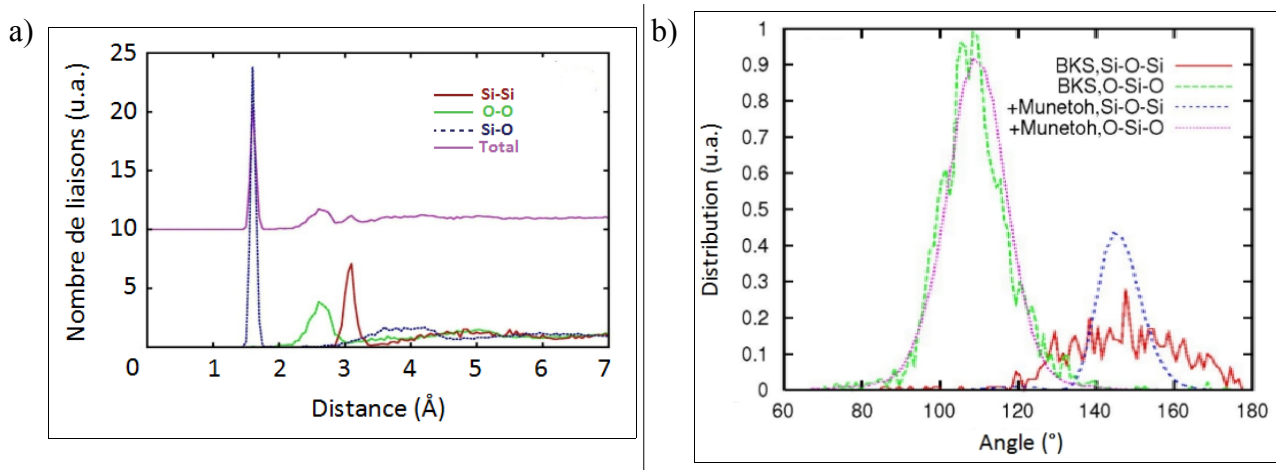 a)
Nombre de liaisons (u.a.)
25
20
15
10
5
Si-Si
O-O
Si-O
Total
0 1 2 3 4 5 6 7
Distance (Å)
b)
Distribution (u.a.)
1
0.9
0.8
0.7
0.6
0.5
0.4
0.3
0.2
0.1
0
BKS,Si-O-Si
BKS,O-Si-O
+Munetoh,Si-O-Si
+Munetoh,O-Si-O
60 80 100 120 140 160 180
Angle (°)